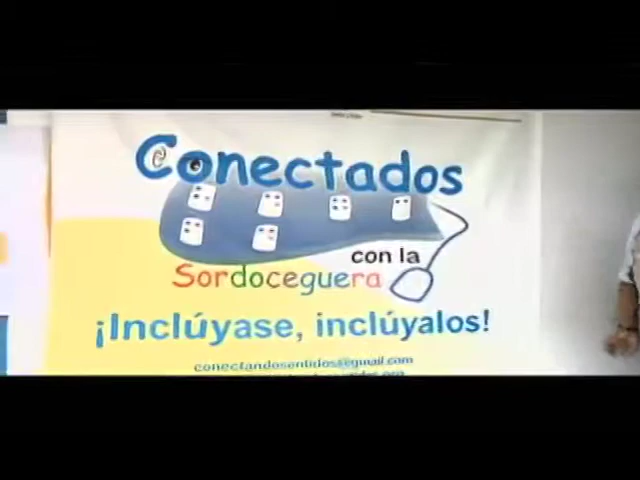 Conectados
con la
Sordoceguera
¡Inclúyase, inclúyalos!
conectandosentidos@gmail.com